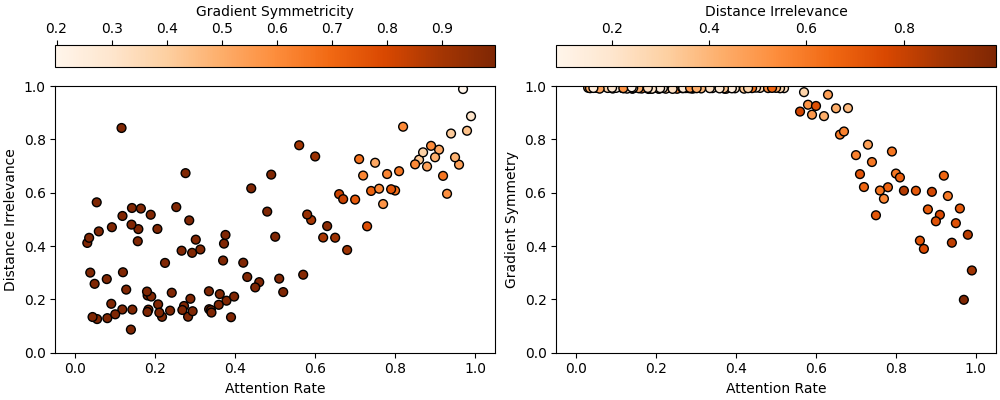 Gradient Symmetricity
0.2 0.3 0.4 0.5 0.6 0.7 0.8 0.9
1.0
0.8
0.6
0.4
0.2
0.0
Distance Irrelevance
0.0 0.2 0.4 0.6 0.8 1.0
Attention Rate
Distance Irrelevance
0.2 0.4 0.6 0.8
1.0
0.8
0.6
0.4
0.2
0.0
Gradient Symmetry
0.0 0.2 0.4 0.6 0.8 1.0
Attention Rate